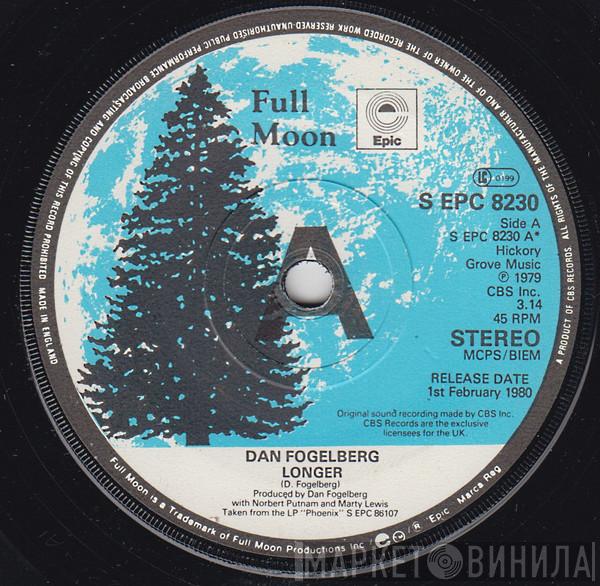 MADE IN ENGLAND
AND COPYING OF THIS RECORD PROHIBITED
WORK RESERVED·UNAUTHORISED PUBLIC PERFORMANCE BROADCASTING
ALL RIGHTS OF THE MANUFACTURER AND OF THE OWNER OF THE RECORDED
A PRODUCT OF CBS RECORDS.
Full
Moon
Epic
LC 0199
S EPC 8230
Side A
S EPC 8230 A*
Hickory
Grove Music
℗ 1979
CBS Inc.
3.14
45 RPM
A
STEREO
MCPS/BIEM
RELEASE DATE
1st February 1980
Original sound recording made by CBS Inc.
CBS Records are the exclusive
licensees for the UK.
DAN FOGELBERG
LONGER
(D. Fogelberg)
Produced by Dan Fogelberg
with Norbert Putnam and Marty Lewis
Taken from the LP "Phoenix" S EPC 86107
Full Moon is a Trademark of Full Moon Productions Inc / ® 'Epic' Marca Reg
МАРКЕТ ВИНИЛА